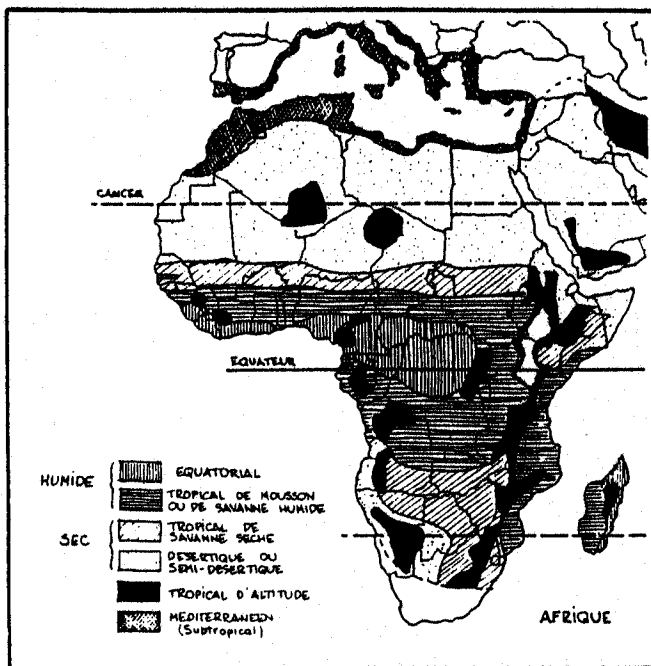 CANCER
EQUATEUR
HUMIDE
EQUATORIAL
TROPICAL DE MOUSSON
OU DE SAVANNE HUMIDE
SEC
TROPICAL DE
SAVANNE SECHE
DESERTIQUE OU
SEMI-DESERTIQUE
TROPICAL D'ALTITUDE
MEDITERRANEEN
(Subtropical)
AFRIQUE